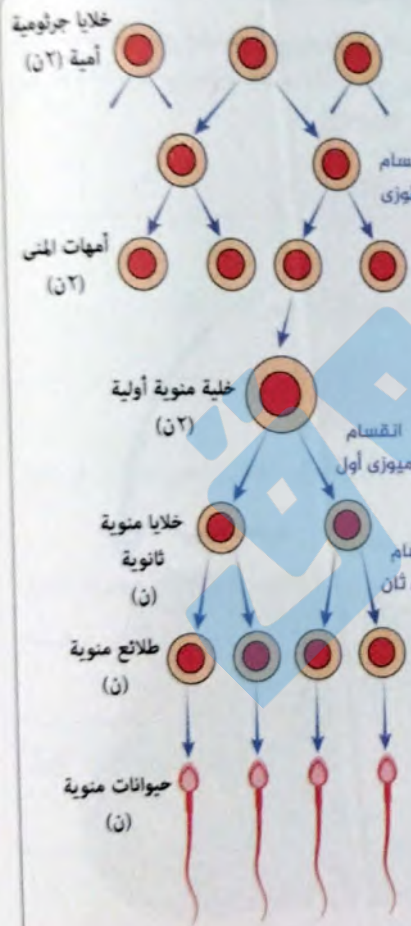 خلايا جرثومية
أمية (٢ن)
أمهات المنى
(٢ن)
خلية منوية أولية
(٢ن)
انقسام
ميوزى أول
خلايا منوية
ثانوية
(ن)
ثان
طلائع منوية
(ن)
حيوانات منوية
(ن)